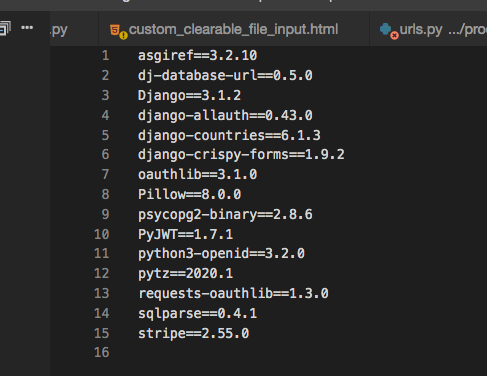 .py
custom_clearable_file_input.html
urls.py .../pro
1 asgiref==3.2.10
2 dj-database-url==0.5.0
3 Django==3.1.2
4 django-allauth==0.43.0
5 django-countries==6.1.3
6 django-crispy-forms==1.9.2
7 oauthlib==3.1.0
8 Pillow==8.0.0
9 psycopg2-binary==2.8.6
10 PyJWT==1.7.1
11 python3-openid==3.2.0
12 pytz==2020.1
13 requests-oauthlib==1.3.0
14 sqlparse==0.4.1
15 stripe==2.55.0
16